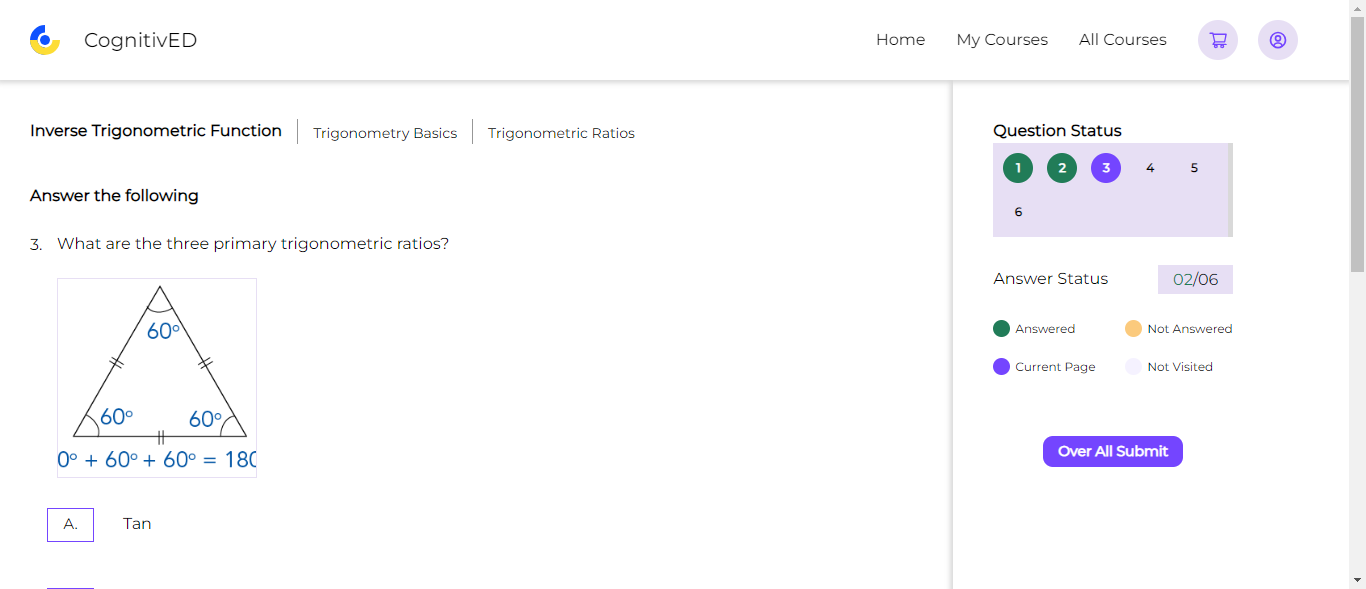 CognitivED
Home
My Courses
All Courses
Inverse Trigonometric Function
Trigonometry Basics
Trigonometric Ratios
Answer the following
3. What are the three primary trigonometric ratios?
60°
60°
60°
0° + 60° + 60° = 180
A. Tan
Question Status
1 2 3 4 5
6
Answer Status
02/06
Answered
Not Answered
Current Page
Not Visited
Over All Submit